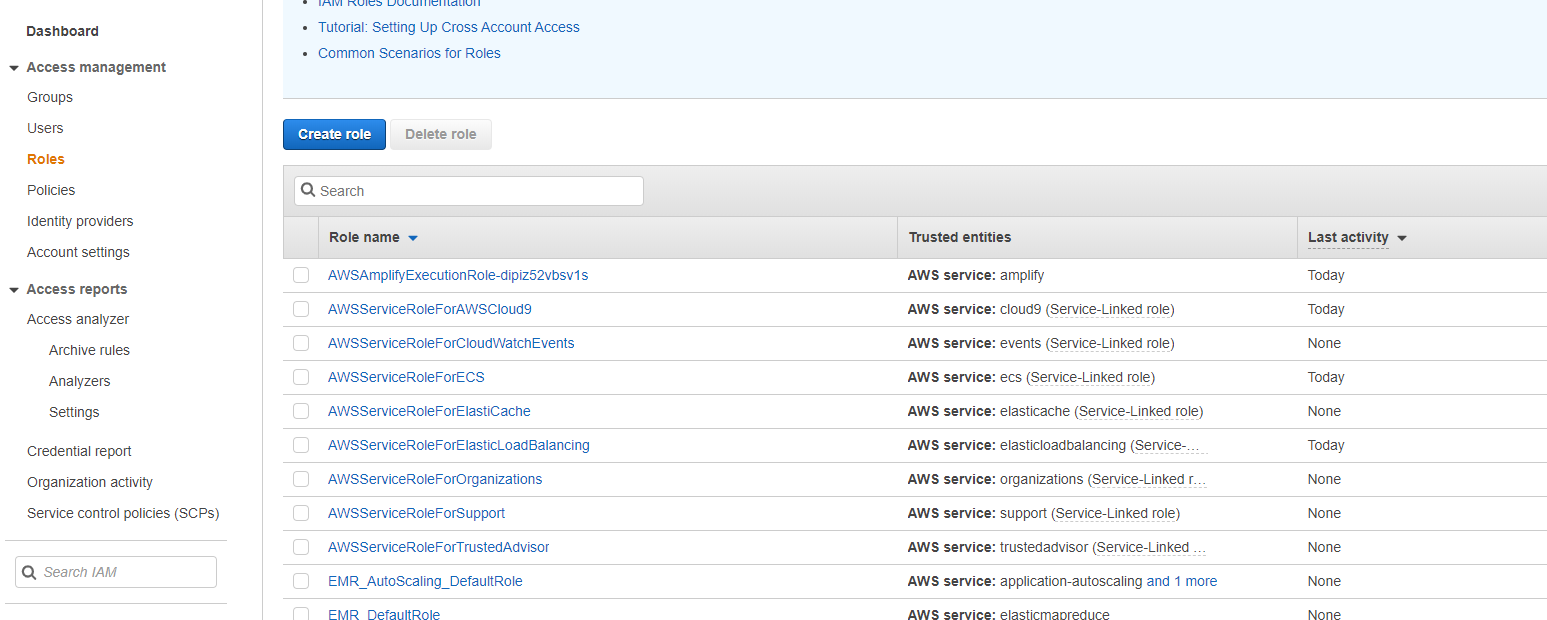 Dashboard
Access management
Groups
Users
Roles
Policies
Identity providers
Account settings
Access reports
Access analyzer
Archive rules
Analyzers
Settings
Credential report
Organization activity
Service control policies (SCPs)
Search IAM
IAM Roles Documentation
Tutorial: Setting Up Cross Account Access
Common Scenarios for Roles
Create role Delete role
Search
Role name Trusted entities Last activity
AWSAmplifyExecutionRole-dipiz52vbsv1s AWS service: amplify Today
AWSServiceRoleForAWSCloud9 AWS service: cloud9 (Service-Linked role) Today
AWSServiceRoleForCloudWatchEvents AWS service: events (Service-Linked role) None
AWSServiceRoleForECS AWS service: ecs (Service-Linked role) Today
AWSServiceRoleForElastiCache AWS service: elasticache (Service-Linked role) None
AWSServiceRoleForElasticLoadBalancing AWS service: elasticloadbalancing (Service-... Today
AWSServiceRoleForOrganizations AWS service: organizations (Service-Linked r... None
AWSServiceRoleForSupport AWS service: support (Service-Linked role) None
AWSServiceRoleForTrustedAdvisor AWS service: trustedadvisor (Service-Linked ... None
EMR_AutoScaling_DefaultRole AWS service: application-autoscaling and 1 more None
EMR_DefaultRole AWS service: elasticmapreduce None